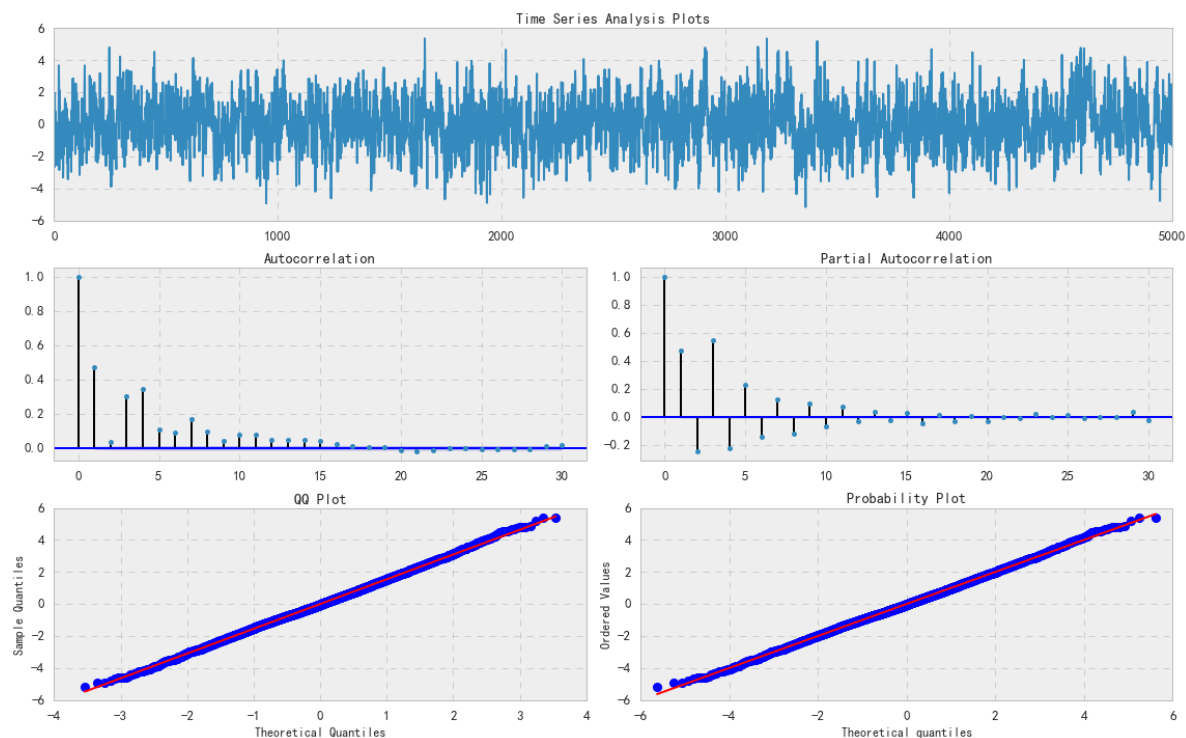 Time Series Analysis Plots
6
4
2
0
−2
−4
−6
0 1000 2000 3000 4000 5000
Autocorrelation
1.0
0.8
0.6
0.4
0.2
0.0
0 5 10 15 20 25 30
Partial Autocorrelation
1.0
0.8
0.6
0.4
0.2
0.0
−0.2
0 5 10 15 20 25 30
QQ Plot
Sample Quantiles
6
4
2
0
−2
−4
−6
−4 −3 −2 −1 0 1 2 3 4
Theoretical Quantiles
Probability Plot
Ordered Values
6
4
2
0
−2
−4
−6
−6 −4 −2 0 2 4 6
Theoretical quantiles